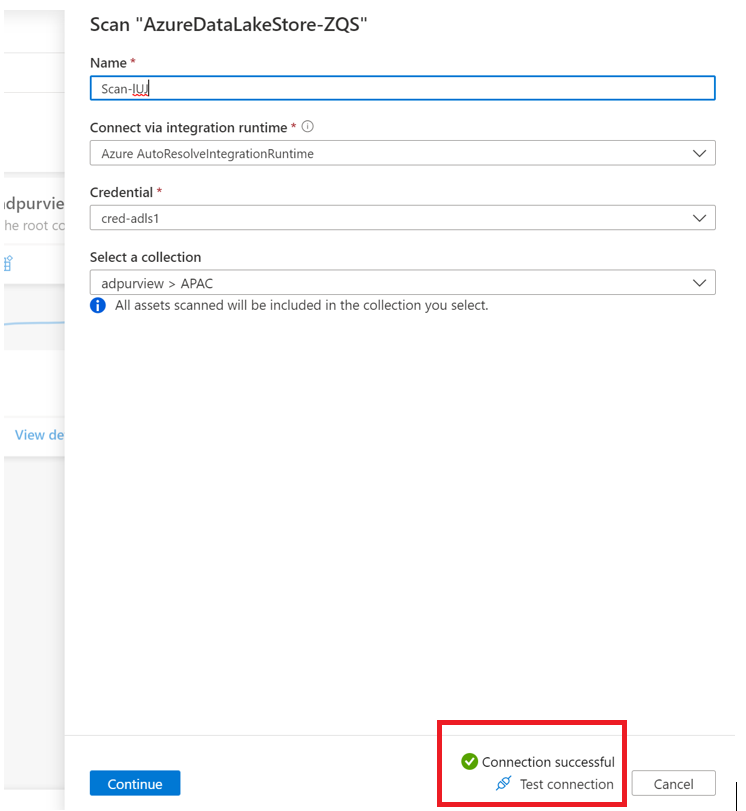 Scan "AzureDataLakeStore-ZQS"
Name *
Scan-IUJ
Connect via integration runtime *
Azure AutoResolveIntegrationRuntime
Credential *
cred-adls1
Select a collection
adpurview > APAC
All assets scanned will be included in the collection you select.
adpurview
he root co
View de
Connection successful
Test connection
Continue
Cancel